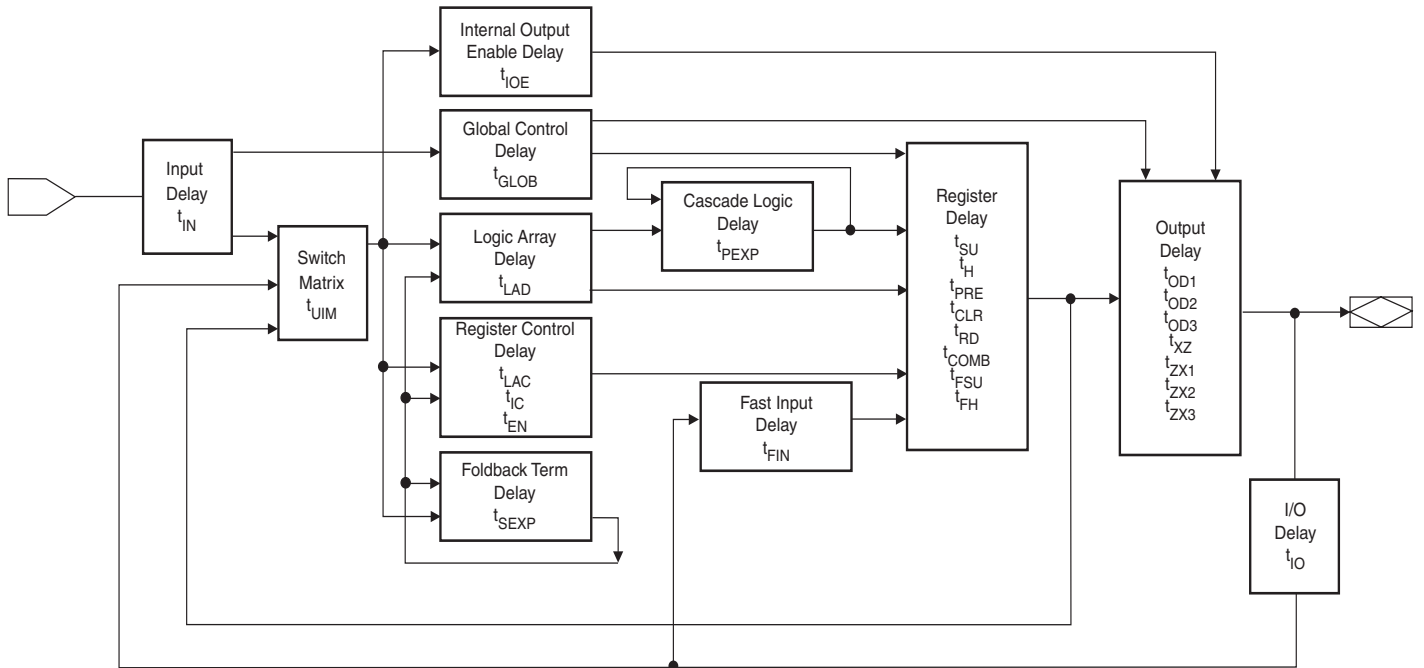 Internal Output
Enable Delay
tIOE
Global Control
Delay
tGLOB
Input
Delay
tIN
Switch
Matrix
tUIM
Logic Array
Delay
tLAD
Cascade Logic
Delay
tPEXP
Register Control
Delay
tLAC
tIC
tEN
Fast Input
Delay
tFIN
Foldback Term
Delay
tSEXP
Register
Delay
tSU
tH
tPRE
tCLR
tRD
tCOMB
tFSU
tFH
Output
Delay
tOD1
tOD2
tOD3
tXZ
tZX1
tZX2
tZX3
I/O
Delay
tIO